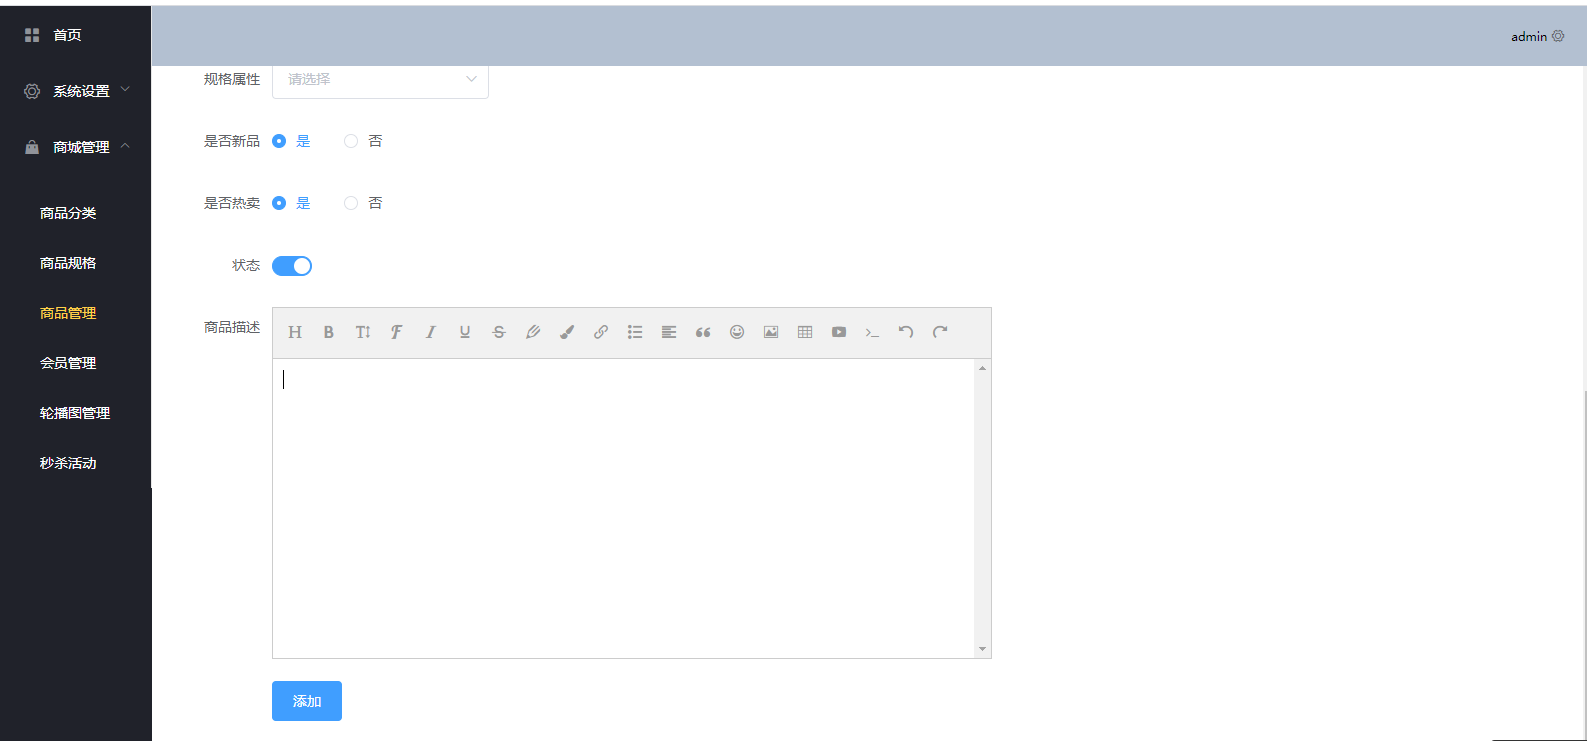 首页
系统设置
商城管理
商品分类
商品规格
商品管理
会员管理
轮播图管理
秒杀活动
admin
规格属性 请选择
是否新品 是 否
是否热卖 是 否
状态
商品描述
添加